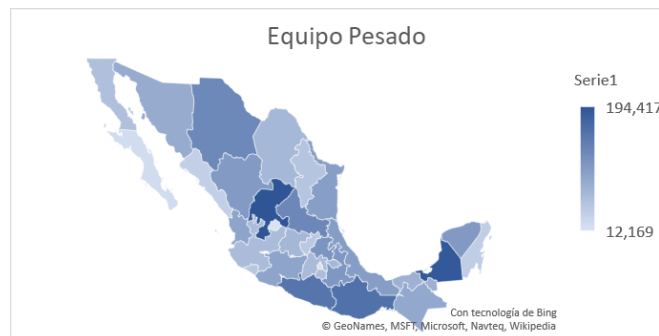 Equipo Pesado
Serie1
194,417
12,169
Con tecnología de Bing
© GeoNames, MSFT, Microsoft, Navteq, Wikipedia